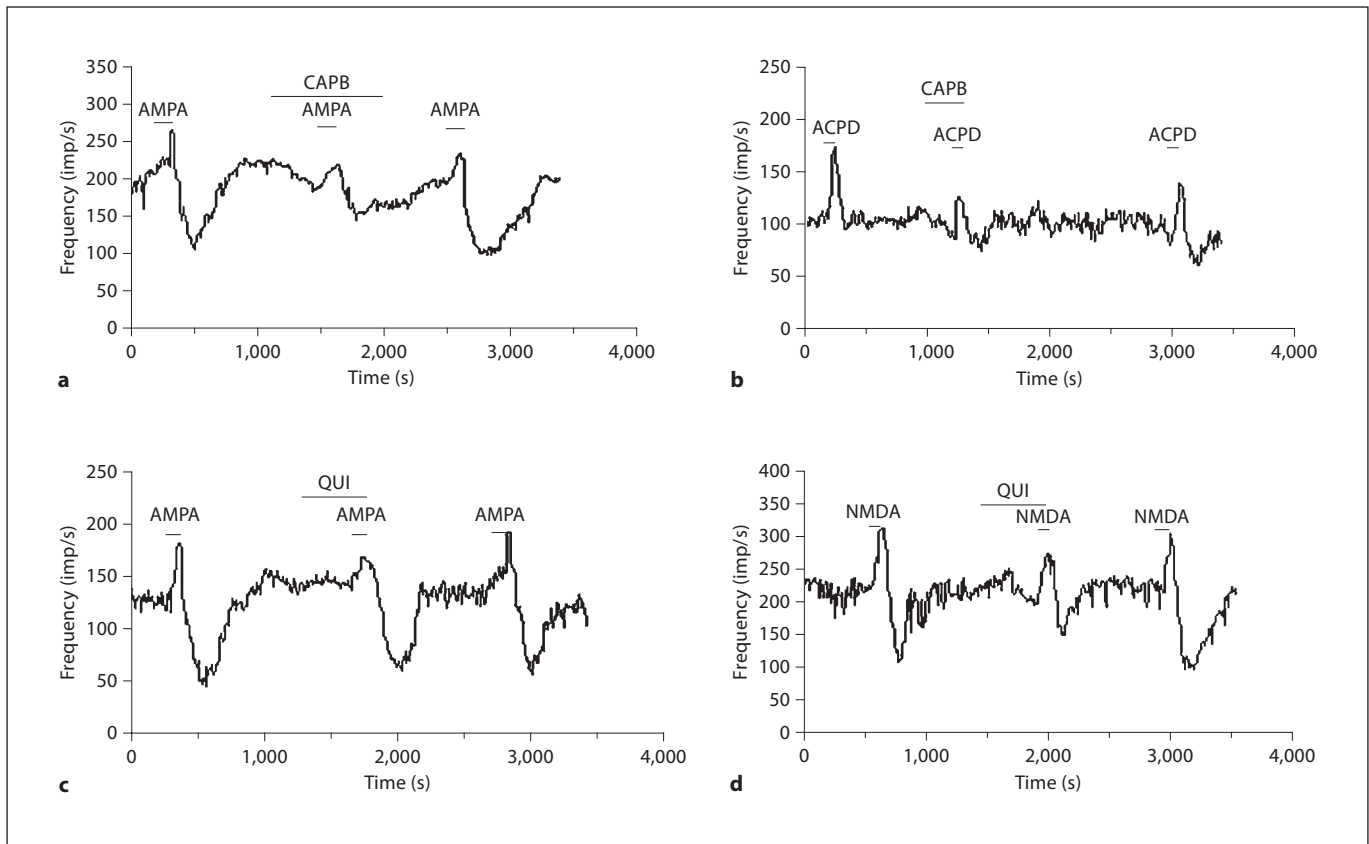 350
300
250
200
150
100
50
0
Frequency (imp/s)
CAPB
AMPA AMPA AMPA
0 1,000 2,000 3,000 4,000
Time (s)
a
250
200
150
100
50
0
Frequency (imp/s)
CAPB
ACPD ACPD ACPD
0 1,000 2,000 3,000 4,000
Time (s)
b
250
200
150
100
50
0
Frequency (imp/s)
QUI
AMPA AMPA AMPA
0 1,000 2,000 3,000 4,000
Time (s)
c
400
350
300
250
200
150
100
50
0
Frequency (imp/s)
QUI
NMDA NMDA NMDA
0 1,000 2,000 3,000 4,000
Time (s)
d